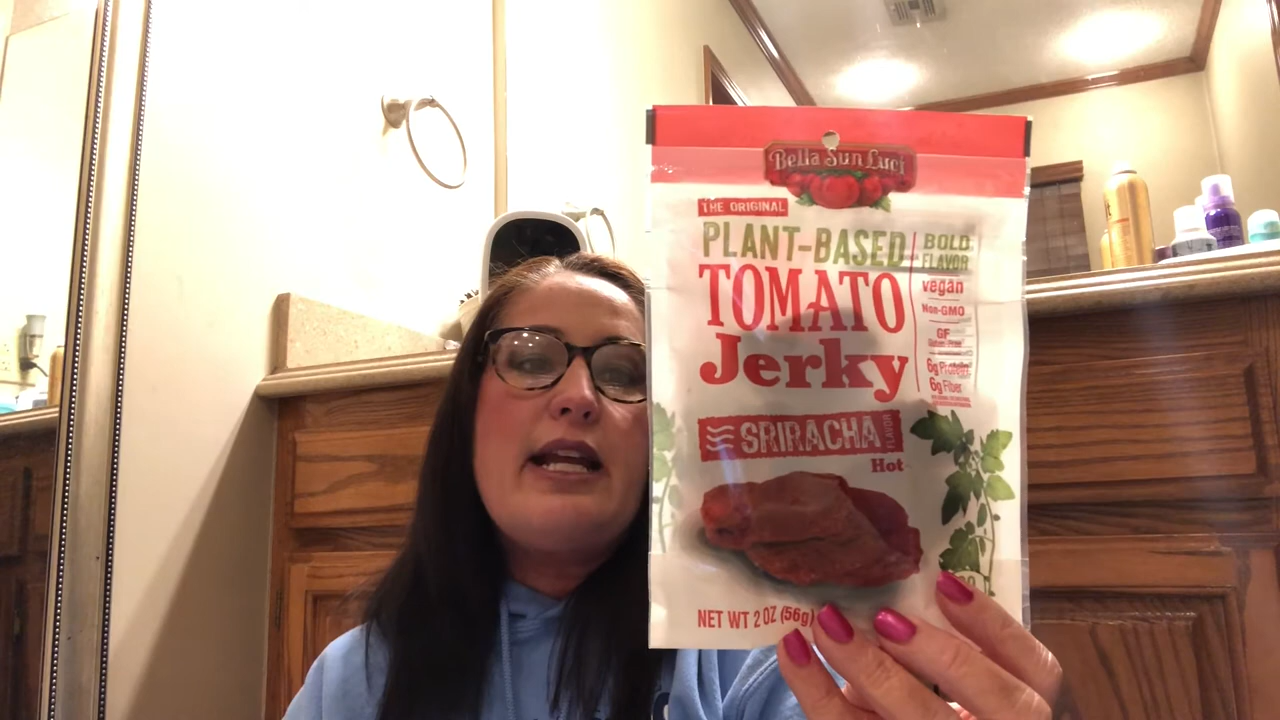 Bella Sun Luci
THE ORIGINAL
PLANT-BASED
TOMATO
Jerky
BOLD
FLAVOR
vegan
Non-GMO
GF
6g Protein
6g Fiber
SRIRACHA
FLAVOR
Hot
NET WT 2 OZ (56g)